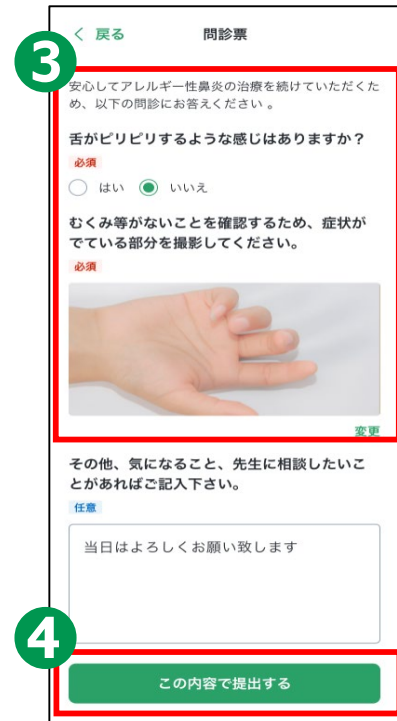 く 戻る
問診票
3
安心してアレルギー性鼻炎の治療を続けていただくた
め、以下の問診にお答えください 。
舌がピリピリするような感じはありますか？
必須
はい
いいえ
むくみ等がないことを確認するため、症状が
でている部分を撮影してください。
必須
変更
その他、気になること、先生に相談したいこ
とがあればご記入下さい。
任意
当日はよろしくお願い致します
4
この内容で提出する